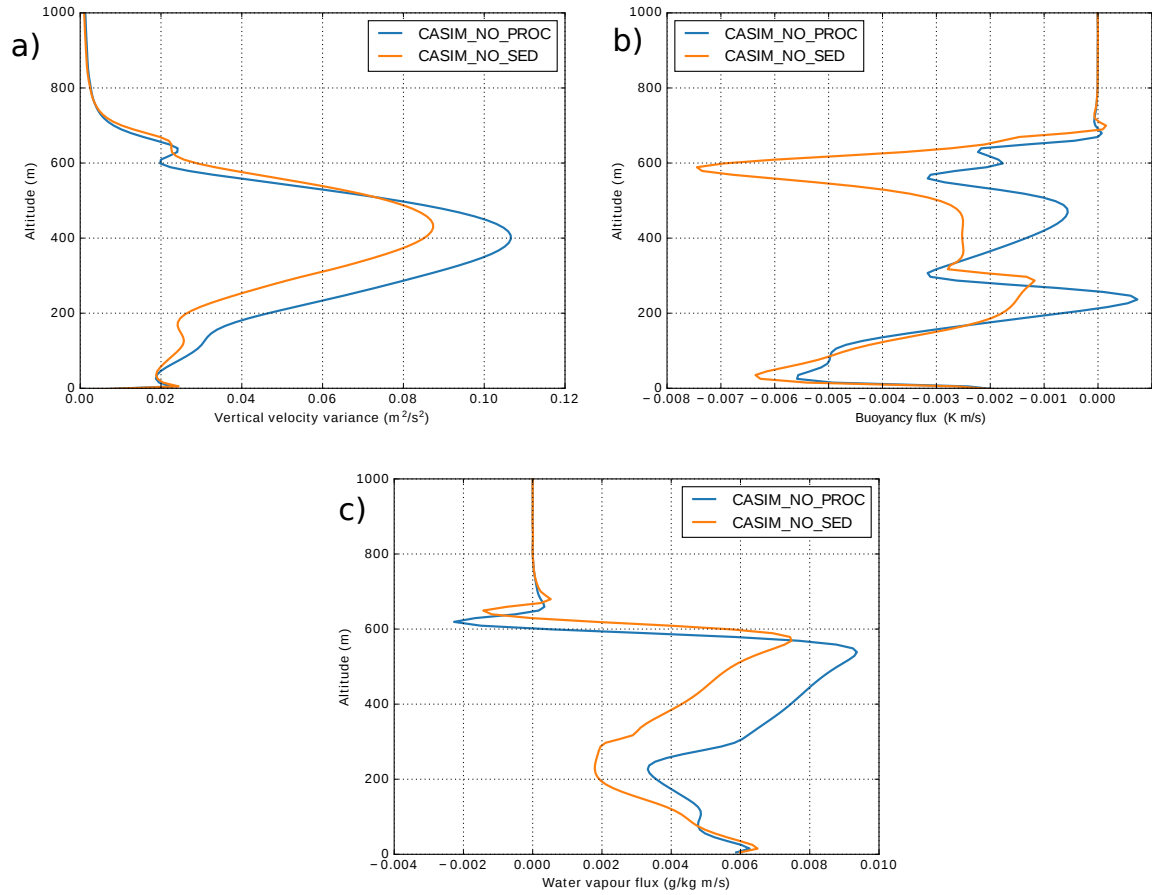 a)
1000
800
600
400
200
0
Altitude (m)
0.00 0.02 0.04 0.06 0.08 0.10 0.12
Vertical velocity variance (m²/s²)
CASIM_NO_PROC
CASIM_NO_SED
b)
1000
800
600
400
200
0
Altitude (m)
−0.008 −0.007 −0.006 −0.005 −0.004 −0.003 −0.002 −0.001 0.000
Buoyancy flux (K m/s)
CASIM_NO_PROC
CASIM_NO_SED
c)
1000
800
600
400
200
0
Altitude (m)
−0.004 −0.002 0.000 0.002 0.004 0.006 0.008 0.010
Water vapour flux (g/kg m/s)
CASIM_NO_PROC
CASIM_NO_SED